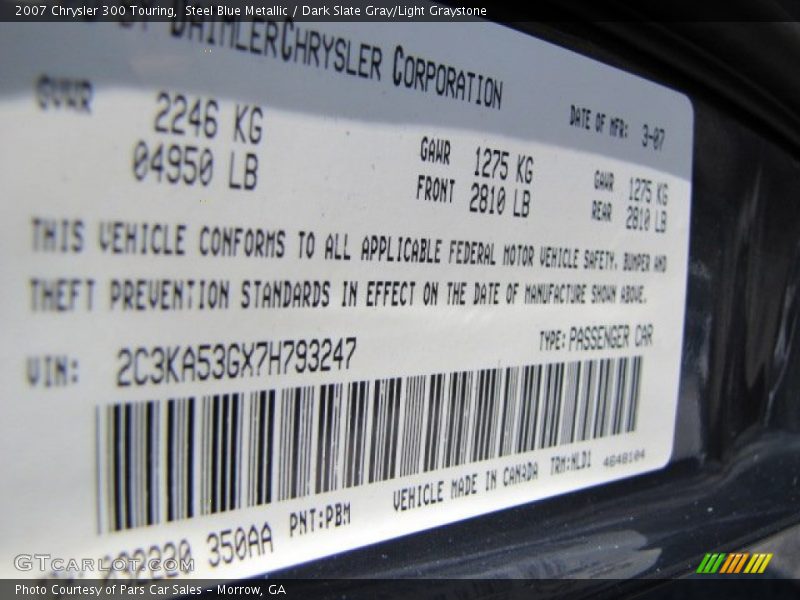 2007 Chrysler 300 Touring, Steel Blue Metallic / Dark Slate Gray/Light Graystone
BY DAIMLERCHRYSLER CORPORATION
DATE OF MFR: 3-07
GVWR 2246 KG
04950 LB
GAWR 1275 KG
FRONT 2810 LB
GAWR 1275 KG
REAR 2810 LB
THIS VEHICLE CONFORMS TO ALL APPLICABLE FEDERAL MOTOR VEHICLE SAFETY, BUMPER AND
THEFT PREVENTION STANDARDS IN EFFECT ON THE DATE OF MANUFACTURE SHOWN ABOVE.
VIN: 2C3KA53GX7H793247
TYPE: PASSENGER CAR
292220 350AA PNT:PBM VEHICLE MADE IN CANADA TRM:NLD1 4648104
GTCarLot.com
Photo Courtesy of Pars Car Sales - Morrow, GA